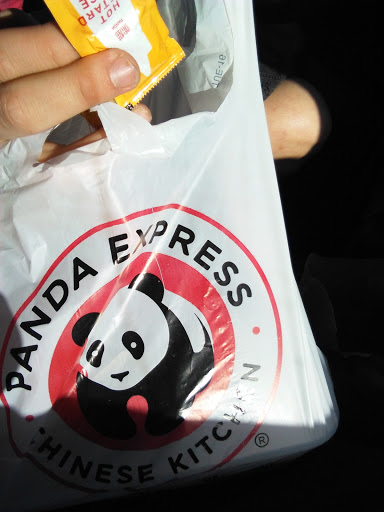 HOT
MUSTARD
PANDA EXPRESS
CHINESE KITCHEN
®